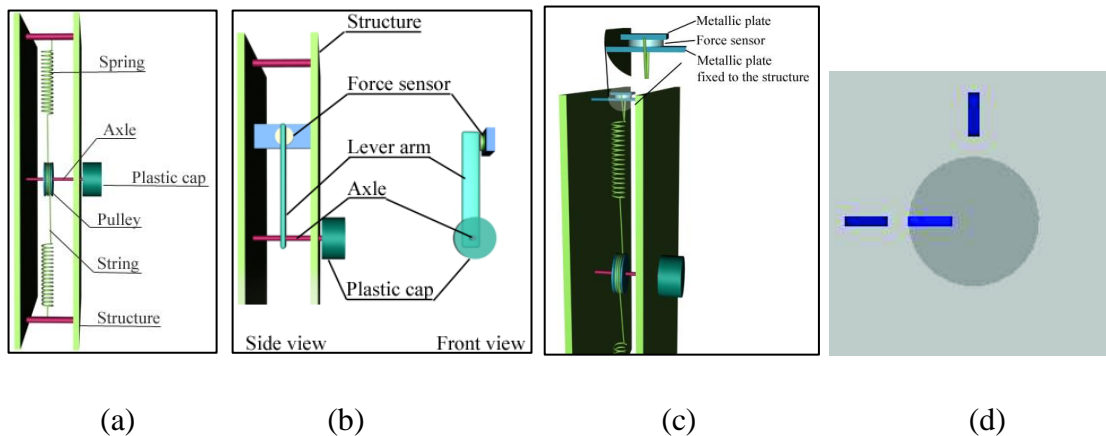 Spring
Axle
Plastic cap
Pulley
String
Structure
Structure
Force sensor
Lever arm
Axle
Plastic cap
Side view
Front view
Metallic plate
Force sensor
Metallic plate
fixed to the structure
(a)
(b)
(c)
(d)